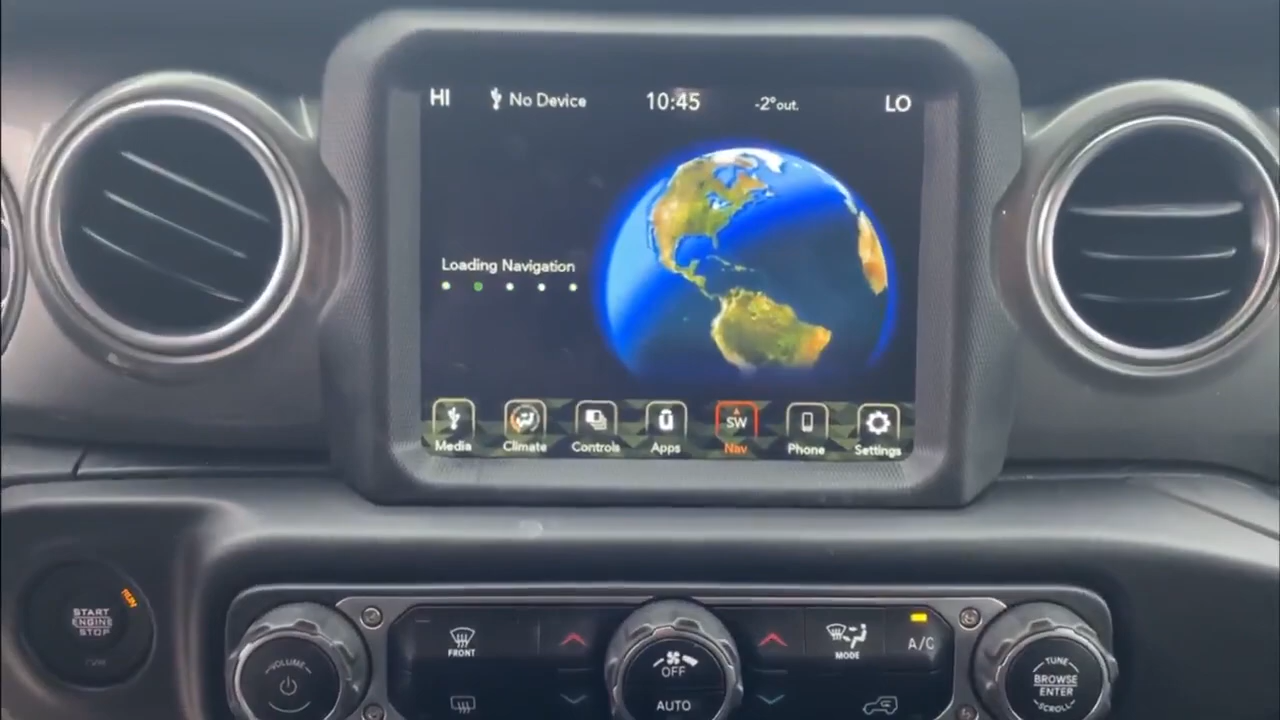 HI
No Device
10:45
-2°out.
LO
Loading Navigation
SW
Media
Climate
Controls
Apps
Nav
Phone
Settings
RUN
START
ENGINE
STOP
VOLUME
FRONT
OFF
AUTO
MODE
A/C
TUNE
BROWSE
ENTER
SCROLL